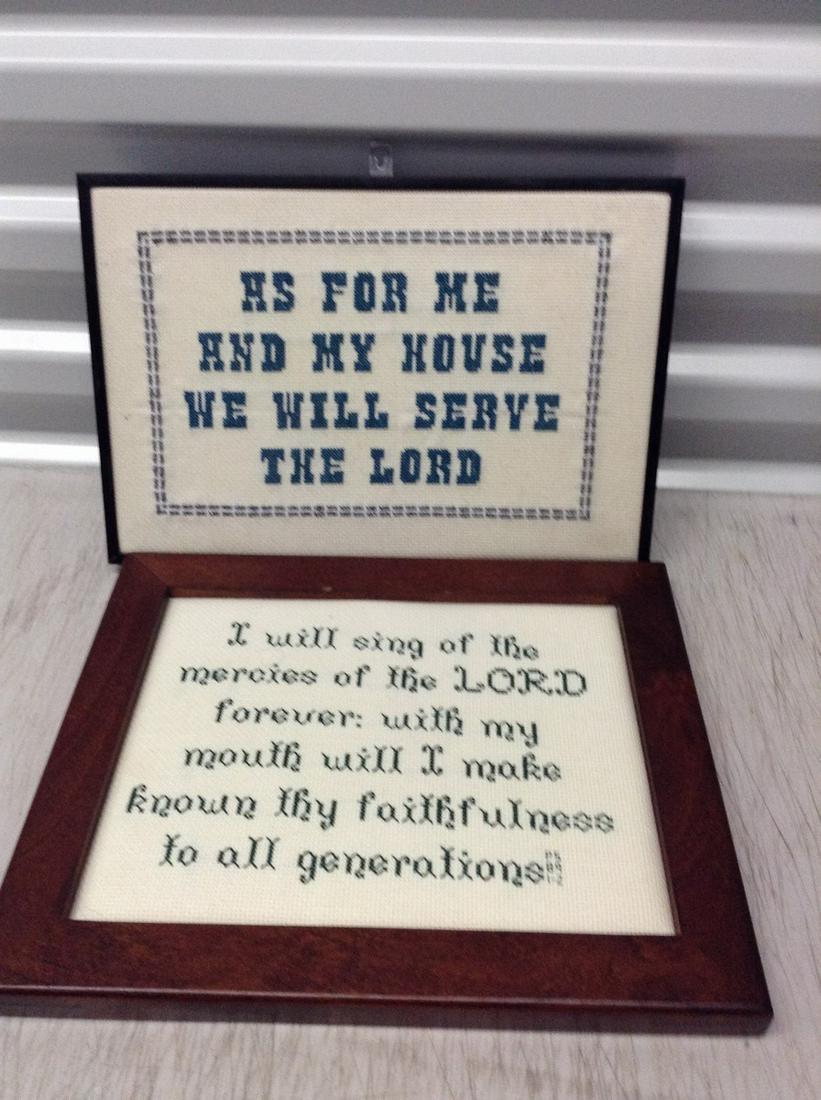 AS FOR ME
AND MY HOUSE
WE WILL SERVE
THE LORD
I will sing of the
mercies of the LORD
forever: with my
mouth will I make
known thy faithfulness
to all generations